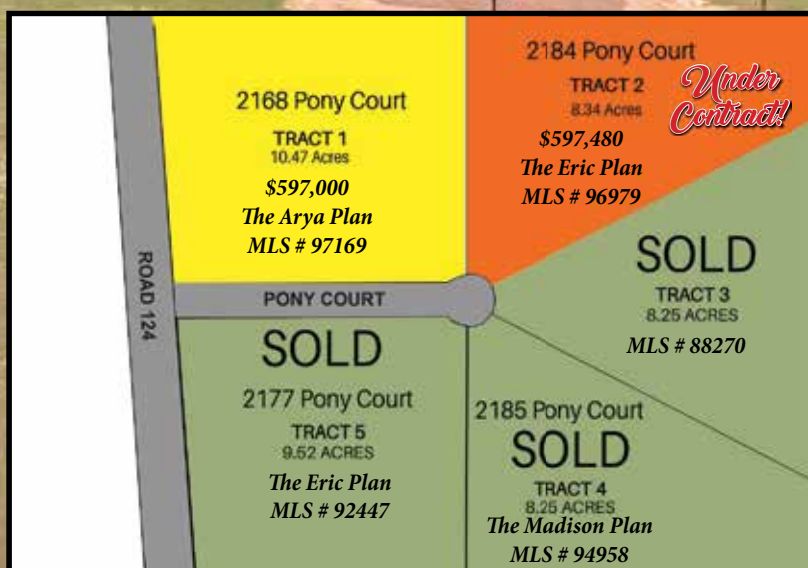 2168 Pony Court
TRACT 1
10.47 Acres
$597,000
The Arya Plan
MLS # 97169
2184 Pony Court
TRACT 2
8.34 Acres
Under
Contract!
$597,480
The Eric Plan
MLS # 96979
SOLD
TRACT 3
8.25 ACRES
MLS # 88270
ROAD 124
PONY COURT
SOLD
2177 Pony Court
TRACT 5
9.52 ACRES
The Eric Plan
MLS # 92447
2185 Pony Court
SOLD
TRACT 4
8.25 ACRES
The Madison Plan
MLS # 94958